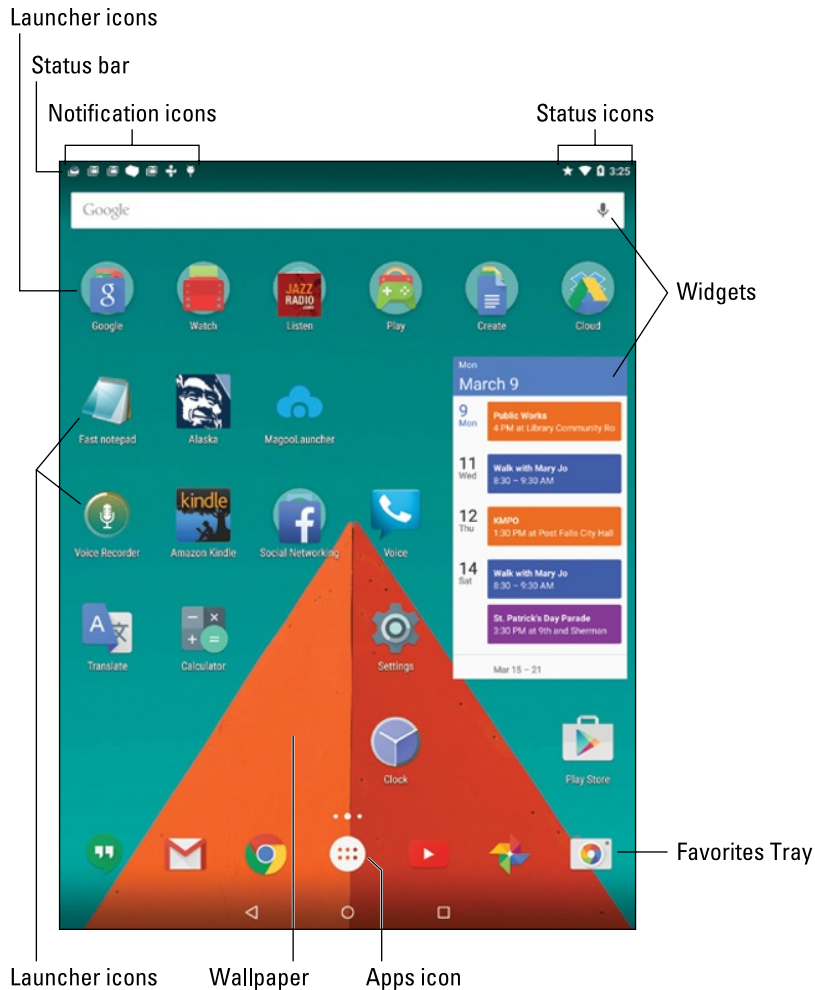 Launcher icons
Status bar
Notification icons
Status icons
3:25
Google
Widgets
JAZZ
RADIO
.com
g
Google
Watch
Listen
Play
Create
Cloud
Mon
March 9
9
Mon
Public Works
4 PM at Library Community Ro
Fast notepad
Alaska
MagooLauncher
11
Wed
Walk with Mary Jo
8:30 – 9:30 AM
kindle
f
12
Thu
KMPO
1:30 PM at Post Falls City Hall
Voice Recorder
Amazon Kindle
Social Networking
Voice
14
Sat
Walk with Mary Jo
8:30 – 9:30 AM
A
文
St. Patrick's Day Parade
3:30 PM at 9th and Sherman
Translate
Calculator
Settings
Mar 15 – 21
Clock
Play Store
Favorites Tray
Launcher icons
Wallpaper
Apps icon